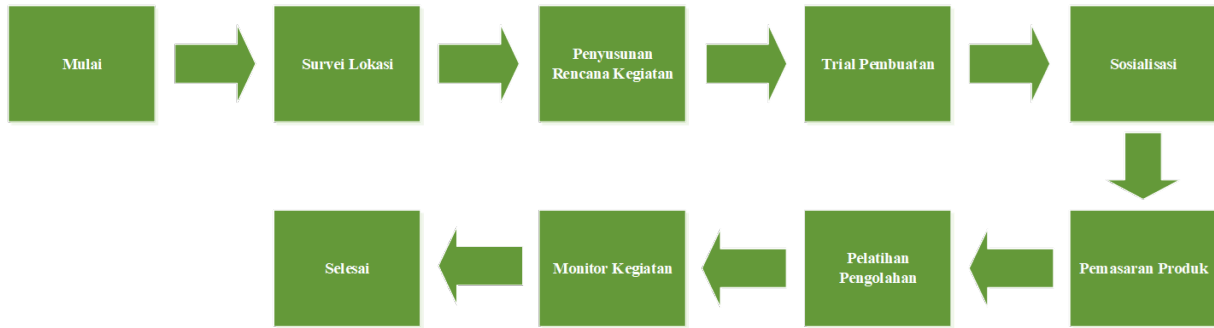 Mulai
Survei Lokasi
Penyusunan
Rencana Kegiatan
Trial Pembuatan
Sosialisasi
Pemasaran Produk
Pelatihan
Pengolahan
Monitor Kegiatan
Selesai